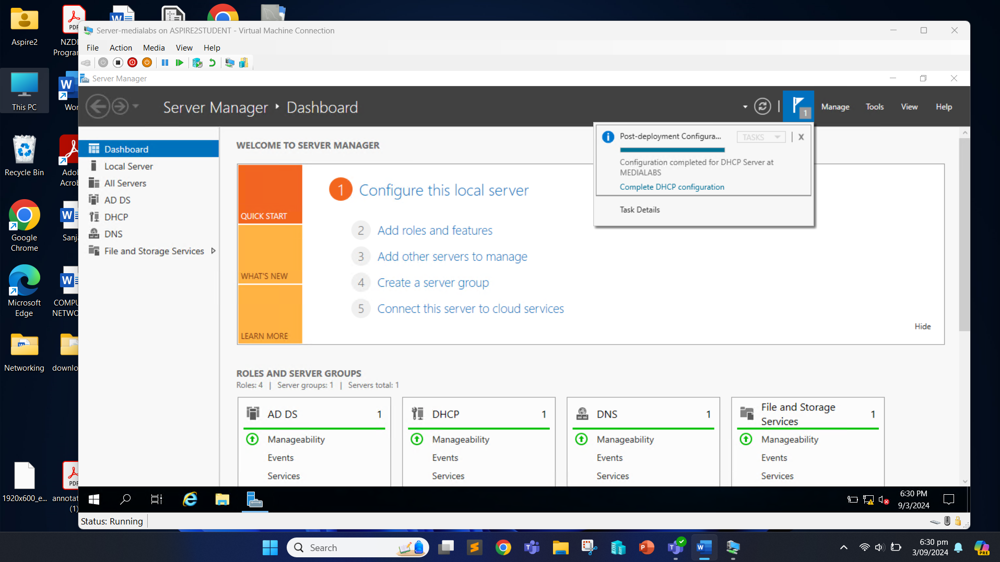 Aspire2
NZDI
Program
This PC
Wor
Recycle Bin
Adob
Acrob
Google
Chrome
Sanja
Microsoft
Edge
COMPU
NETWO
Networking
downlo
1920x600_e...
annotat
(1)
Server-medialabs on ASPIRE2STUDENT - Virtual Machine Connection
File Action Media View Help
Server Manager
Server Manager Dashboard
1
Manage Tools View Help
Dashboard
Local Server
All Servers
AD DS
DHCP
DNS
File and Storage Services
WELCOME TO SERVER MANAGER
Post-deployment Configura...
TASKS
X
Configuration completed for DHCP Server at
MEDIALABS
Complete DHCP configuration
Task Details
QUICK START
WHAT'S NEW
LEARN MORE
1 Configure this local server
2 Add roles and features
3 Add other servers to manage
4 Create a server group
5 Connect this server to cloud services
Hide
ROLES AND SERVER GROUPS
Roles: 4 | Server groups: 1 | Servers total: 1
AD DS 1
Manageability
Events
Services
DHCP 1
Manageability
Events
Services
DNS 1
Manageability
Events
Services
File and Storage
Services 1
Manageability
Events
Services
6:30 PM
9/3/2024
Status: Running
Search
6:30 pm
3/09/2024
PRE